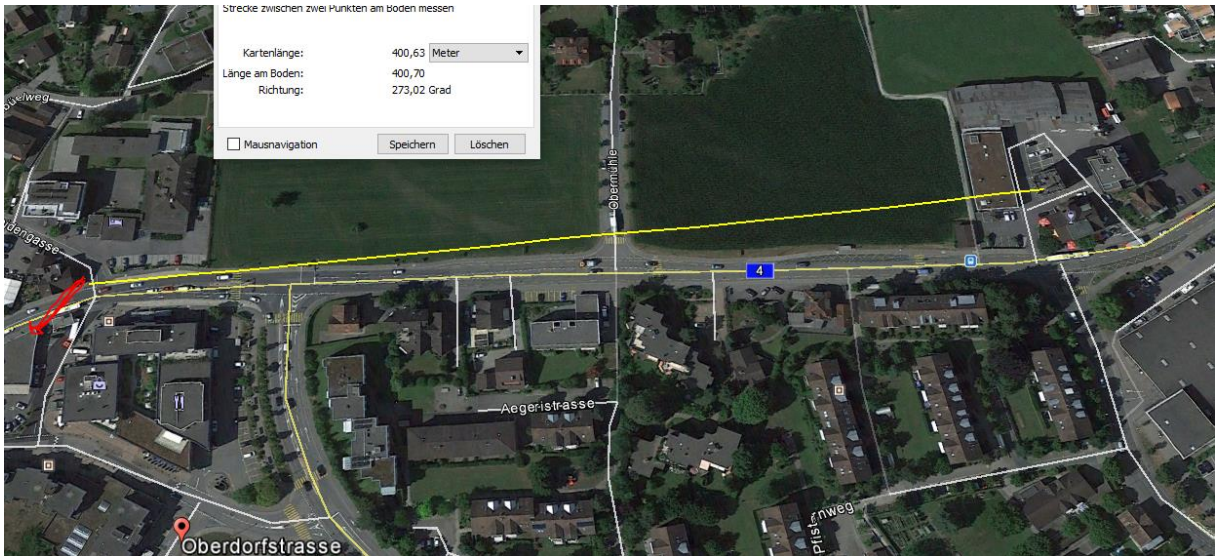 Strecke zwischen zwei Punkten am Boden messen
Kartenlänge: 400,63 Meter
Länge am Boden: 400,70
Richtung: 273,02 Grad
Mausnavigation Speichern Löschen
Obermühle
4
Aegeristrasse
Pfisternweg
Oberdorfstrasse